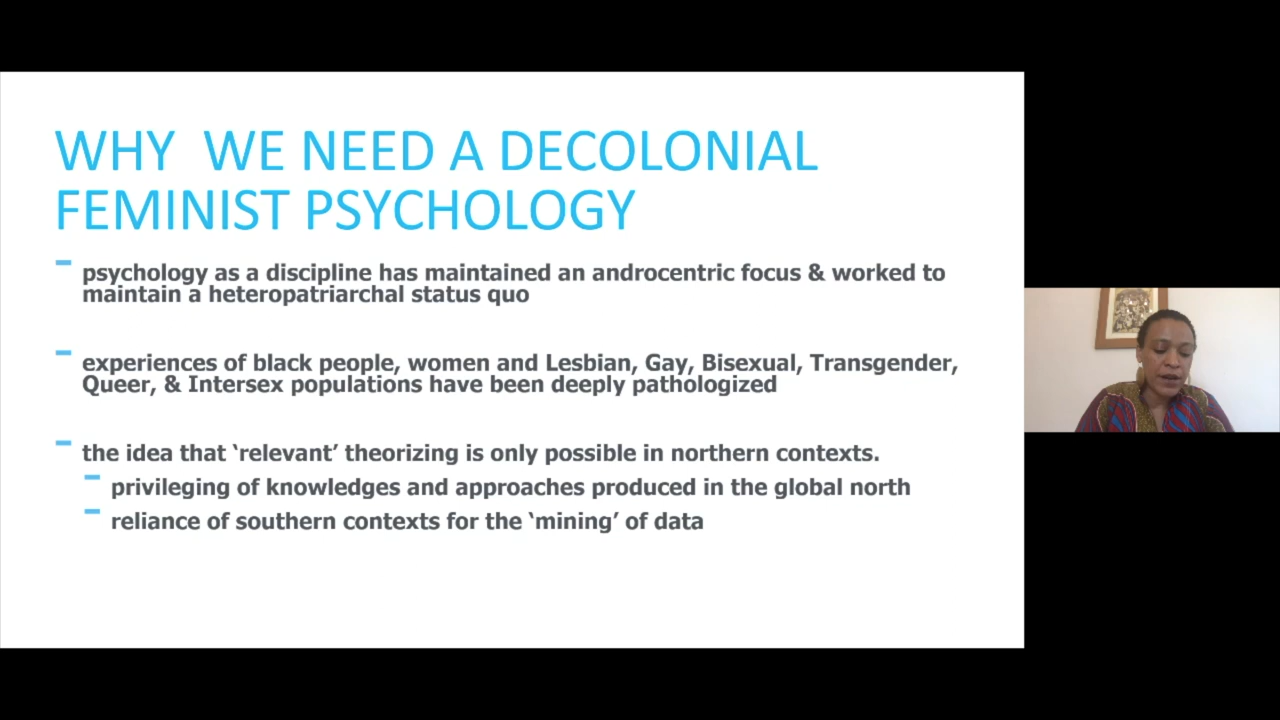 WHY  WE NEED A DECOLONIAL
FEMINIST PSYCHOLOGY
- psychology as a discipline has maintained an androcentric focus & worked to
maintain a heteropatriarchal status quo
- experiences of black people, women and Lesbian, Gay, Bisexual, Transgender,
Queer, & Intersex populations have been deeply pathologized
- the idea that ‘relevant’ theorizing is only possible in northern contexts.
- privileging of knowledges and approaches produced in the global north
- reliance of southern contexts for the ‘mining’ of data